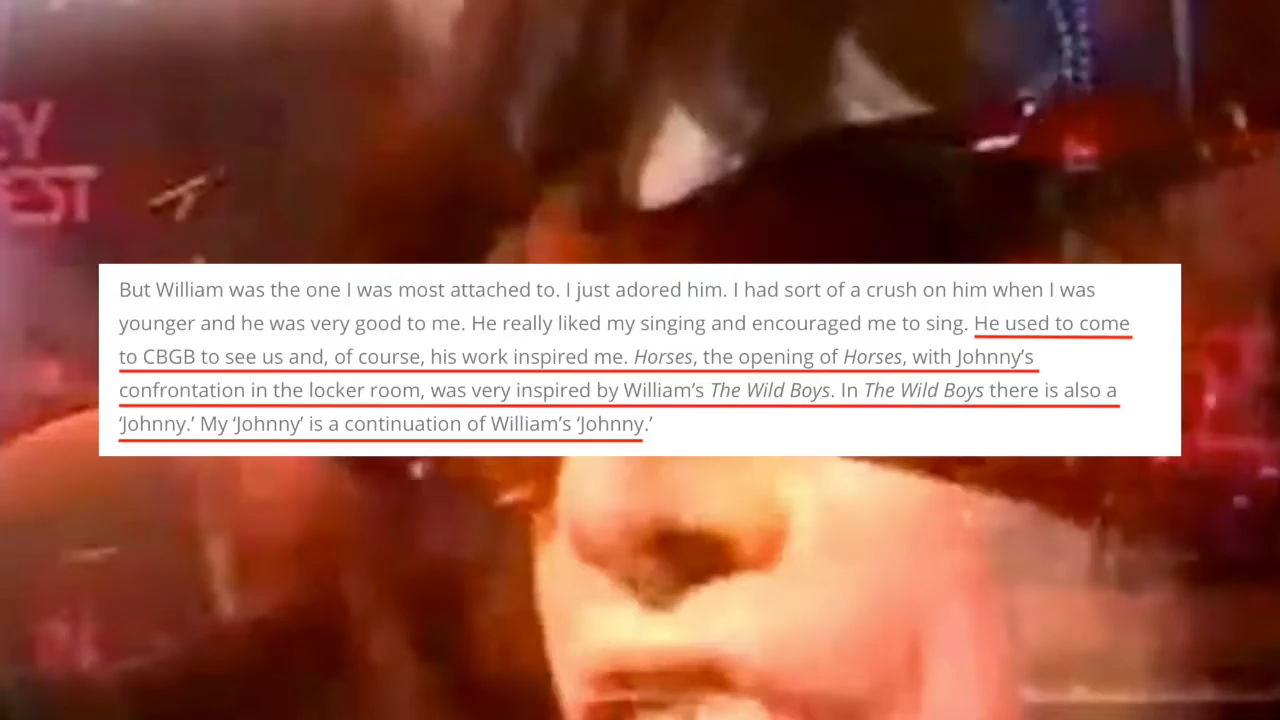 But William was the one I was most attached to. I just adored him. I had sort of a crush on him when I was
younger and he was very good to me. He really liked my singing and encouraged me to sing. He used to come
to CBGB to see us and, of course, his work inspired me. Horses, the opening of Horses, with Johnny’s
confrontation in the locker room, was very inspired by William’s The Wild Boys. In The Wild Boys there is also a
‘Johnny.’ My ‘Johnny’ is a continuation of William’s ‘Johnny.’